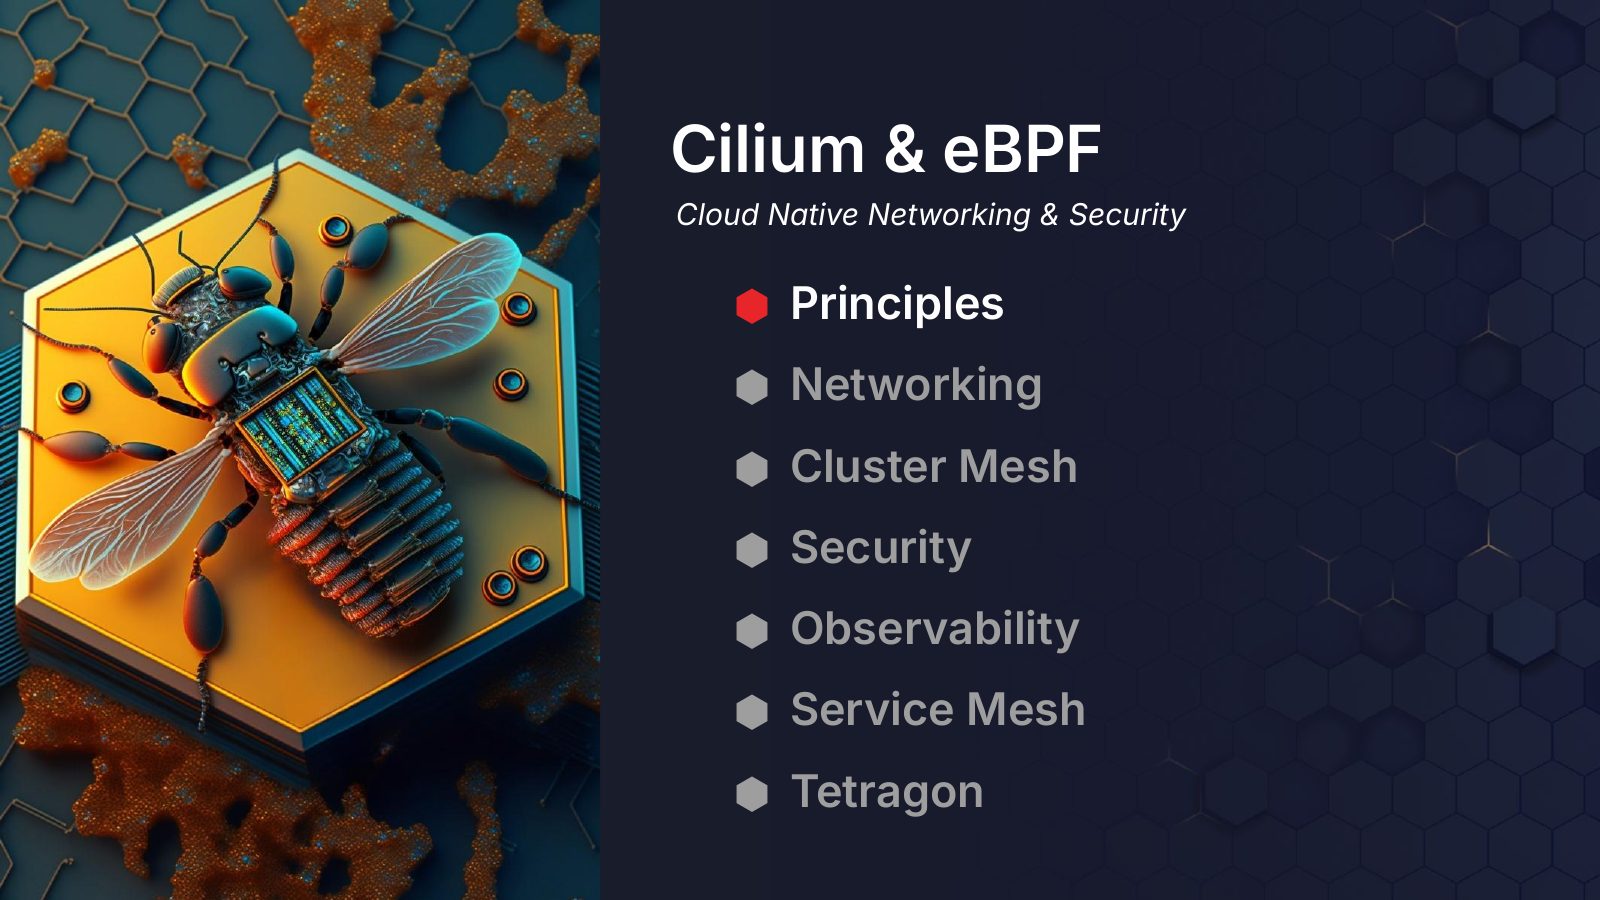 Cilium & eBPF
Cloud Native Networking & Security
Principles
Networking
Cluster Mesh
Security
Observability
Service Mesh
Tetragon